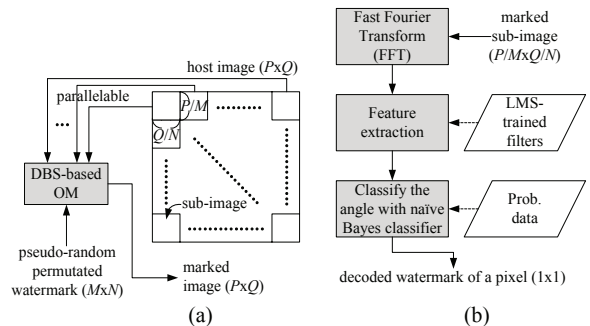 host image (PxQ)
parallelable
...
P/M
Q/N
DBS-based
OM
sub-image
pseudo-random
permutated
watermark (MxN)
marked
image (PxQ)
(a)
Fast Fourier
Transform
(FFT)
marked
sub-image
(P/MxQ/N)
Feature
extraction
LMS-
trained
filters
Classify the
angle with naïve
Bayes classifier
Prob.
data
decoded watermark of a pixel (1x1)
(b)